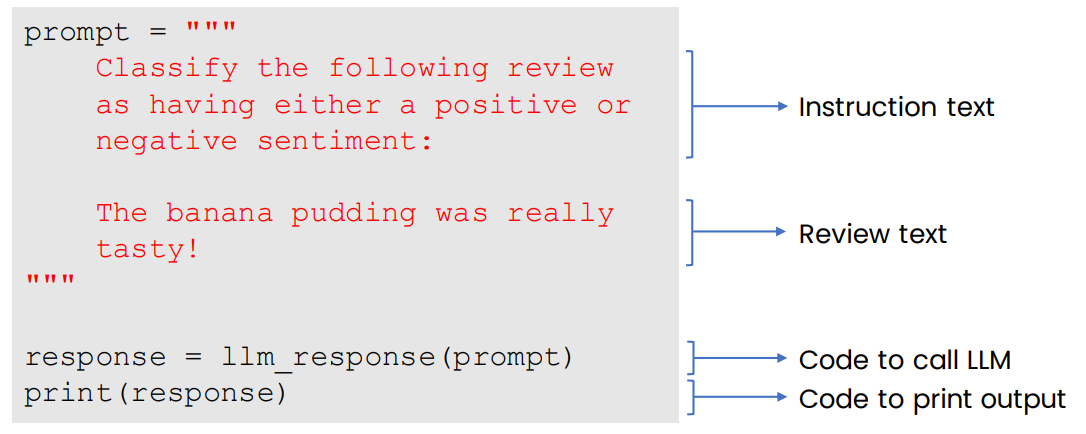 prompt = """
Classify the following review
as having either a positive or
negative sentiment:
Instruction text
The banana pudding was really
tasty!
Review text
"""
response = llm_response(prompt)
Code to call LLM
print(response)
Code to print output